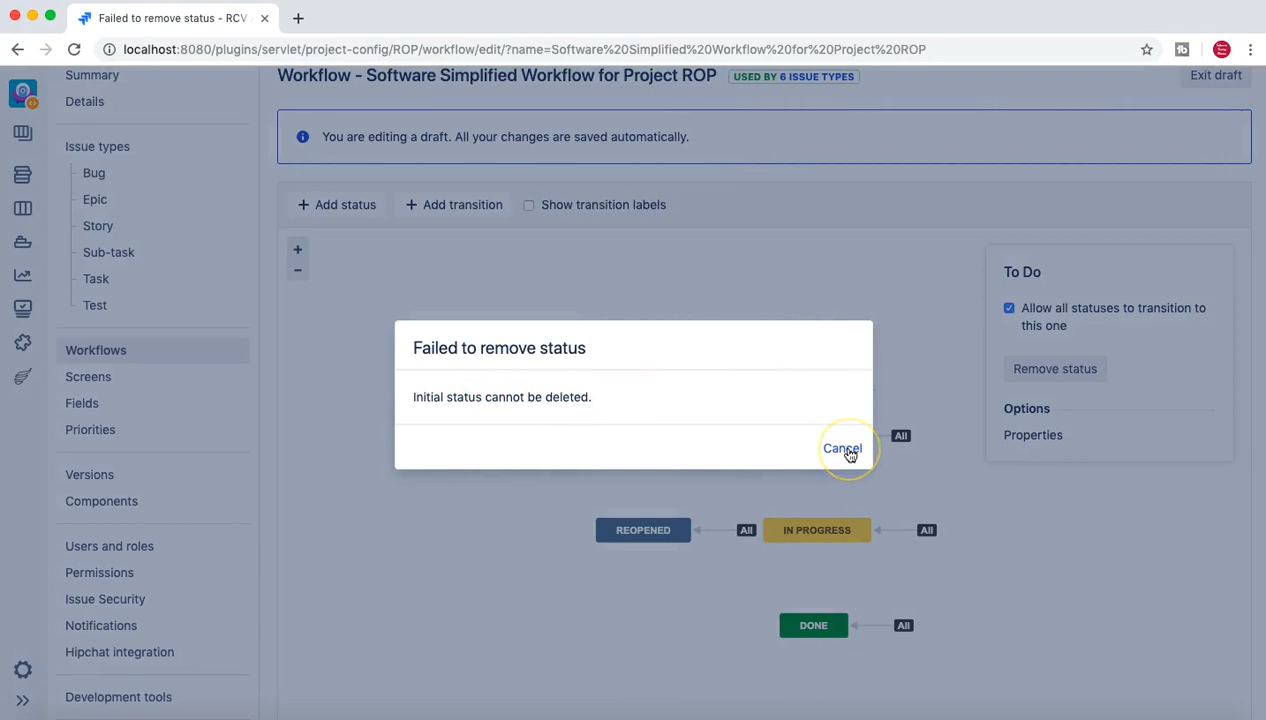 Failed to remove status - RCV
localhost:8080/plugins/servlet/project-config/ROP/workflow/edit/?name=Software%20Simplified%20Workflow%20for%20Project%20ROP
Summary
Details
Issue types
Bug
Epic
Story
Sub-task
Task
Test
Workflows
Screens
Fields
Priorities
Versions
Components
Users and roles
Permissions
Issue Security
Notifications
Hipchat integration
Development tools
Workflow - Software Simplified Workflow for Project ROP USED BY 6 ISSUE TYPES Exit draft
You are editing a draft. All your changes are saved automatically.
+ Add status + Add transition Show transition labels
+
-
To Do
Allow all statuses to transition to
this one
Remove status
Options
Properties
Failed to remove status
Initial status cannot be deleted.
Cancel
All
REOPENED All IN PROGRESS All
DONE All